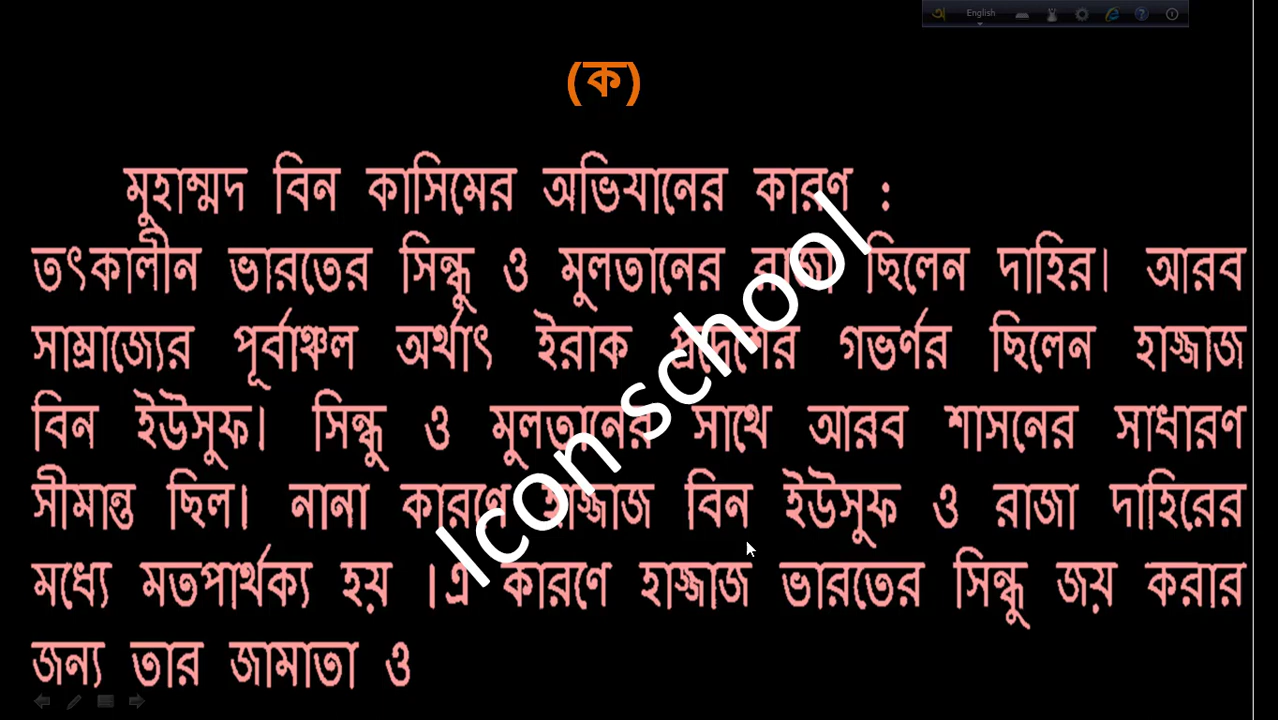 English
(ক)
মুহাম্মদ বিন কাসিমের অভিযানের কারণ :
তৎকালীন ভারতের সিন্ধু ও মুলতানের রাজা ছিলেন দাহির। আরব
সাম্রাজ্যের পূর্বাঞ্চল অর্থাৎ ইরাক প্রদেশের গভর্ণর ছিলেন হাজ্জাজ
বিন ইউসুফ। সিন্ধু ও মুলতানের সাথে আরব শাসনের সাধারণ
সীমান্ত ছিল। নানা কারণে হাজ্জাজ বিন ইউসুফ ও রাজা দাহিরের
মধ্যে মতপার্থক্য হয় ।এ কারণে হাজ্জাজ ভারতের সিন্ধু জয় করার
জন্য তার জামাতা ও
Icon school